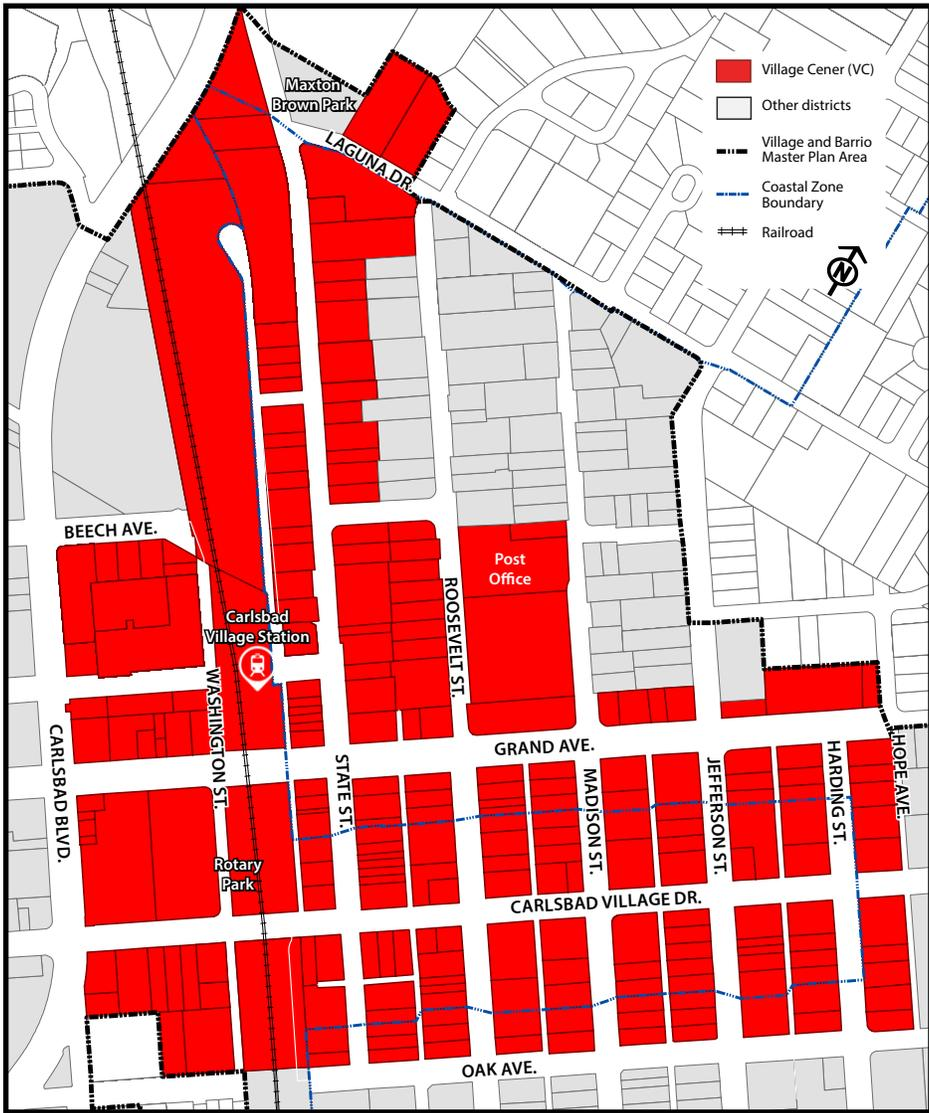 Maxton
Brown Park
LAGUNA DR.
Village Cener (VC)
Other districts
Village and Barrio
Master Plan Area
Coastal Zone
Boundary
Railroad
N
BEECH AVE.
Post
Office
ROOSEVELT ST.
Carlsbad
Village Station
WASHINGTON ST.
CARLSBAD BLVD.
STATE ST.
GRAND AVE.
MADISON ST.
JEFFERSON ST.
HARDING ST.
HOPE AVE.
Rotary
Park
CARLSBAD VILLAGE DR.
OAK AVE.